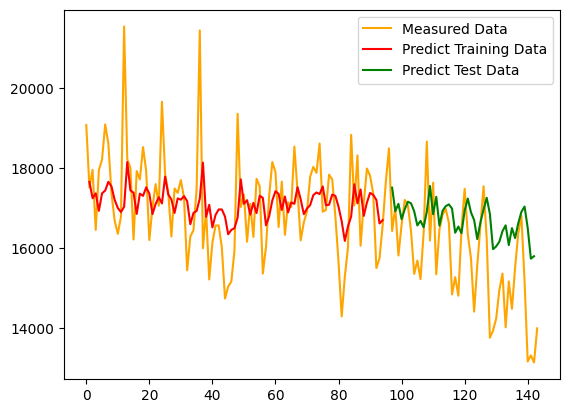 Measured Data
Predict Training Data
Predict Test Data
20000
18000
16000
14000
0 20 40 60 80 100 120 140